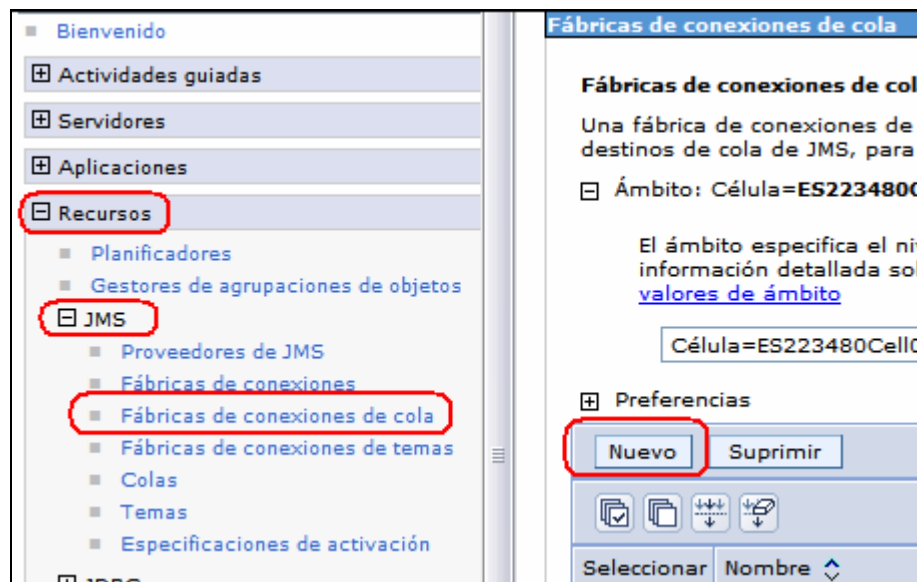 Bienvenido
Actividades guiadas
Servidores
Aplicaciones
Recursos
Planificadores
Gestores de agrupaciones de objetos
JMS
Proveedores de JMS
Fábricas de conexiones
Fábricas de conexiones de cola
Fábricas de conexiones de temas
Colas
Temas
Especificaciones de activación
Fábricas de conexiones de cola
Fábricas de conexiones de col
Una fábrica de conexiones de
destinos de cola de JMS, para
Ámbito: Célula=ES223480
El ámbito especifica el ni
información detallada so
valores de ámbito
Célula=ES223480Cell
Preferencias
Nuevo Suprimir
Seleccionar Nombre